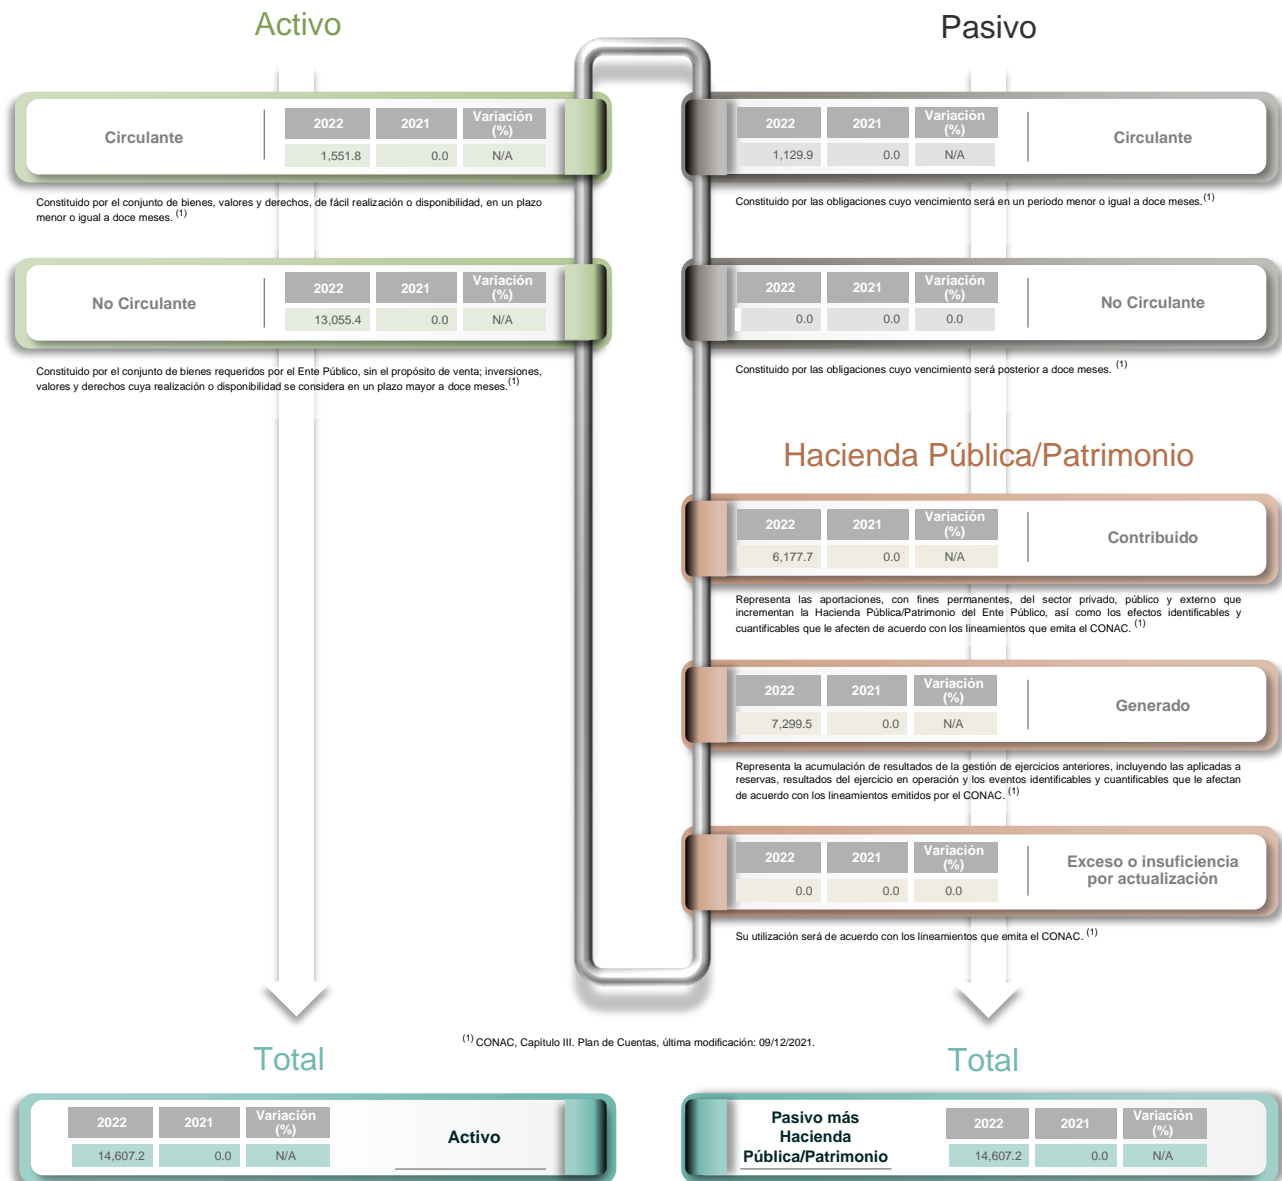 Activo
Circulante
2022 2021 Variación (%)
1,551.8 0.0 N/A
Constituido por el conjunto de bienes, valores y derechos, de fácil realización o disponibilidad, en un plazo
menor o igual a doce meses. (1)
No Circulante
2022 2021 Variación (%)
13,055.4 0.0 N/A
Constituido por el conjunto de bienes requeridos por el Ente Público, sin el propósito de venta; inversiones,
valores y derechos cuya realización o disponibilidad se considera en un plazo mayor a doce meses.(1)
Pasivo
2022 2021 Variación (%)
1,129.9 0.0 N/A
Circulante
Constituido por las obligaciones cuyo vencimiento será en un periodo menor o igual a doce meses.(1)
2022 2021 Variación (%)
0.0 0.0 0.0
No Circulante
Constituido por las obligaciones cuyo vencimiento será posterior a doce meses. (1)
Hacienda Pública/Patrimonio
2022 2021 Variación (%)
6,177.7 0.0 N/A
Contribuido
Representa las aportaciones, con fines permanentes, del sector privado, público y externo que
incrementan la Hacienda Pública/Patrimonio del Ente Público, así como los efectos identificables y
cuantificables que le afecten de acuerdo con los lineamientos que emita el CONAC. (1)
2022 2021 Variación (%)
7,299.5 0.0 N/A
Generado
Representa la acumulación de resultados de la gestión de ejercicios anteriores, incluyendo las aplicadas a
reservas, resultados del ejercicio en operación y los eventos identificables y cuantificables que le afectan
de acuerdo con los lineamientos emitidos por el CONAC. (1)
2022 2021 Variación (%)
0.0 0.0 0.0
Exceso o insuficiencia
por actualización
Su utilización será de acuerdo con los lineamientos que emita el CONAC. (1)
(1) CONAC, Capítulo III. Plan de Cuentas, última modificación: 09/12/2021.
Total
2022 2021 Variación (%)
14,607.2 0.0 N/A
Activo
Total
Pasivo más
Hacienda
Pública/Patrimonio
2022 2021 Variación (%)
14,607.2 0.0 N/A